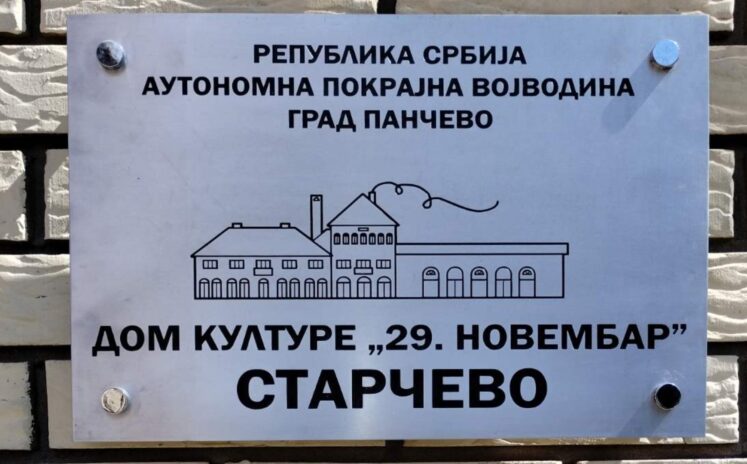 РЕПУБЛИКА СРБИЈА
АУТОНОМНА ПОКРАЈНА ВОЈВОДИНА
ГРАД ПАНЧЕВО
ДОМ КУЛТУРЕ „29. НОВЕМБАР”
СТАРЧЕВО